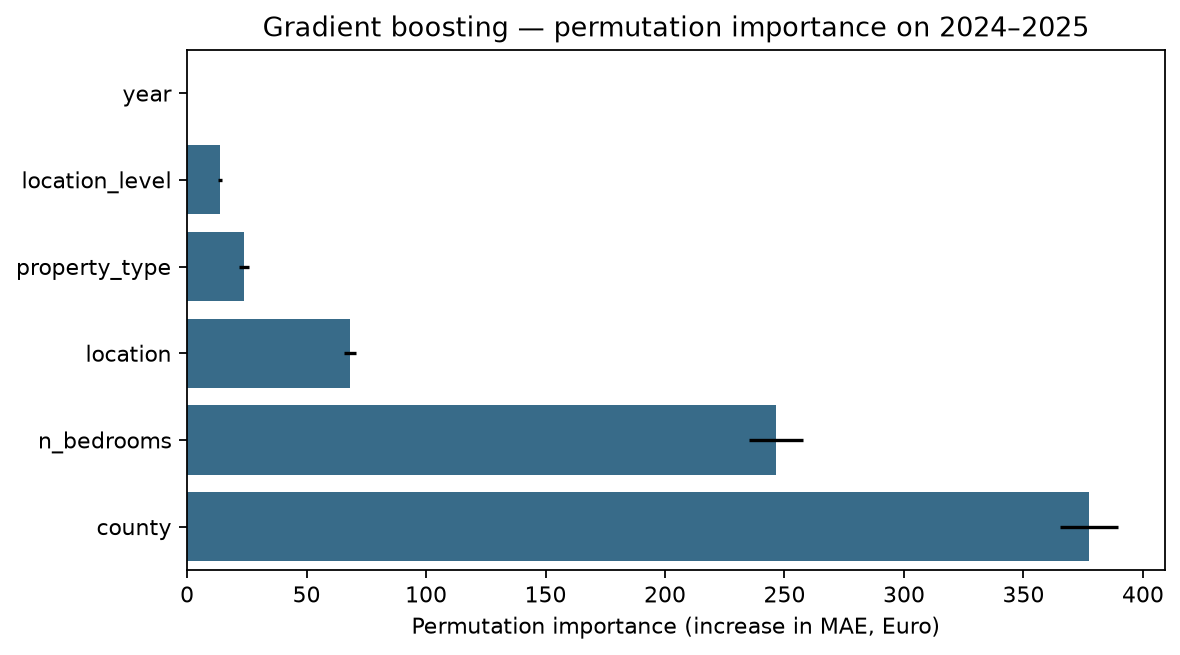 Gradient boosting — permutation importance on 2024–2025
year
location_level
property_type
location
n_bedrooms
county
0 50 100 150 200 250 300 350 400
Permutation importance (increase in MAE, Euro)